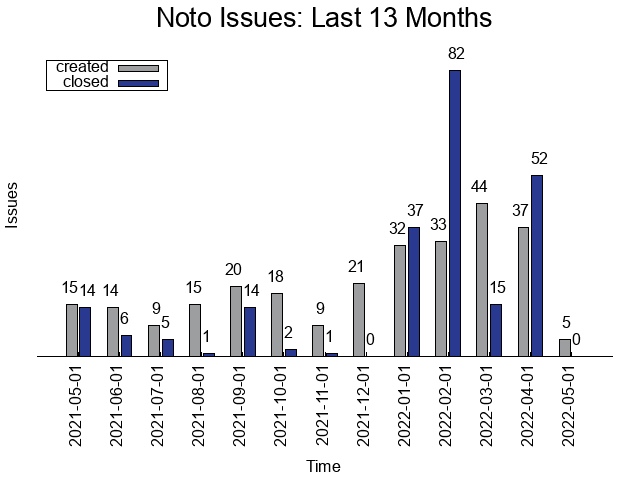 Noto Issues: Last 13 Months
created
closed
Issues
15 14 14 6 9 5 15 1 20 14 18 2 9 1 21 0 32 37 33 82 44 15 37 52 5 0
2021-05-01
2021-06-01
2021-07-01
2021-08-01
2021-09-01
2021-10-01
2021-11-01
2021-12-01
2022-01-01
2022-02-01
2022-03-01
2022-04-01
2022-05-01
Time